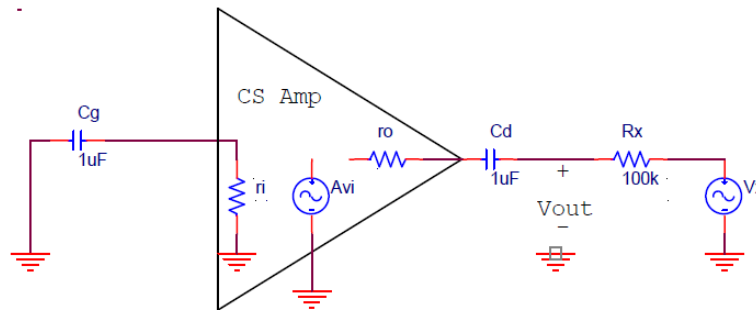 CS Amp
Cg
1uF
ri
Avi
ro
Cd
1uF
+
Vout
-
Rx
100k
V